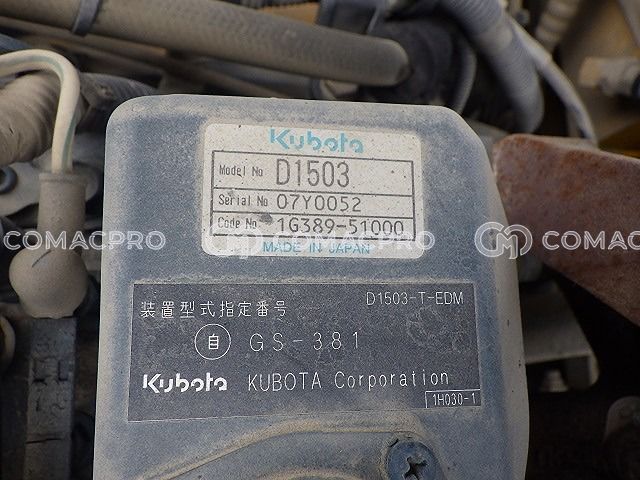 Kubota
Model No D1503
Serial No 07Y0052
Code No 1G389-51000
MADE IN JAPAN
COMACPRO COMACPRO COMACPRO
D1503-T-EDM
装置型式指定番号
自 GS-381
Kubota KUBOTA Corporation
1H030-1